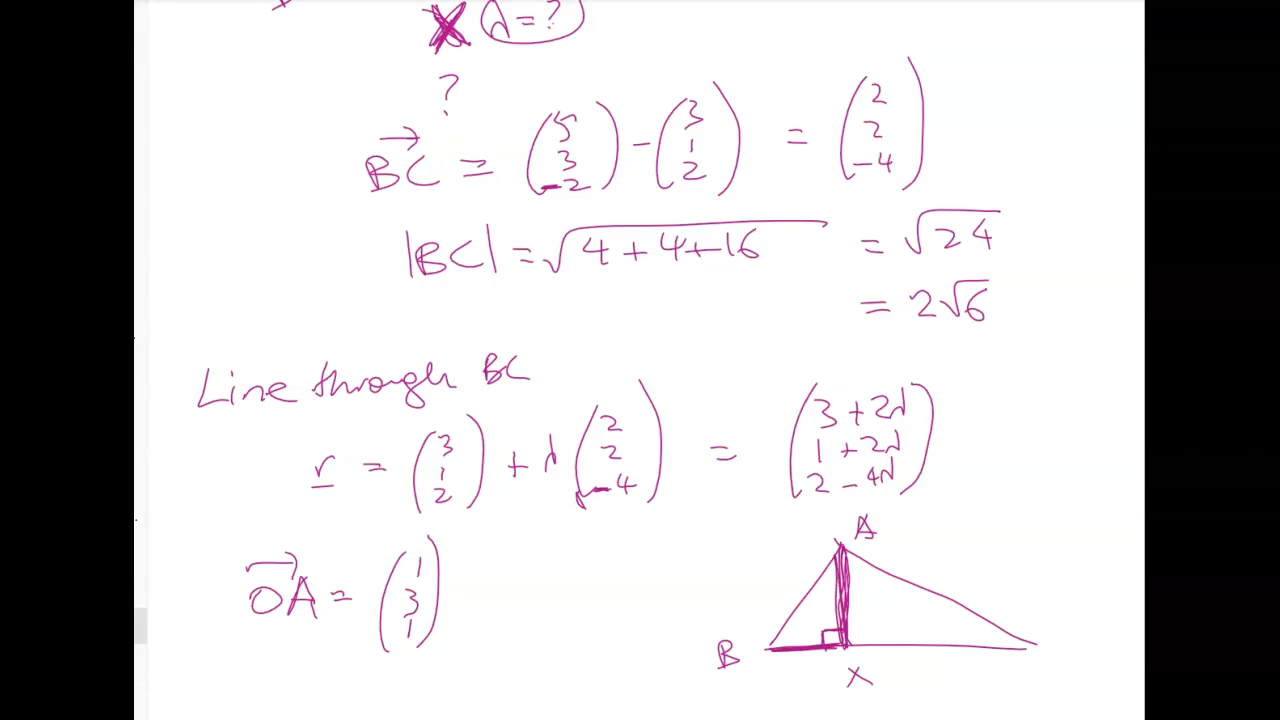 λ = ?
?
→BC = (5 3 -2) - (3 1 2) = (2 2 -4)
|BC| = √4 + 4 + 16 = √24
= 2√6
Line through BC
r = (3 1 2) + λ (2 2 -4) = (3 + 2λ 1 + 2λ 2 - 4λ)
→OA = (1 3 1)
A
B
X